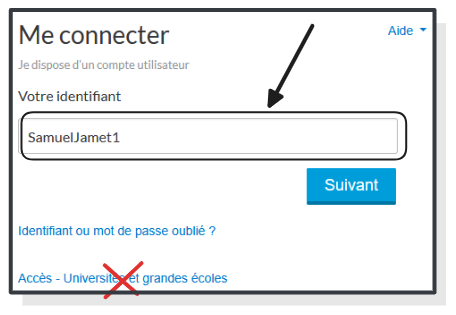 Me connecter
Aide
Je dispose d'un compte utilisateur
Votre identifiant
SamuelJamet1
Suivant
Identifiant ou mot de passe oublié ?
Accès - Universités et grandes écoles